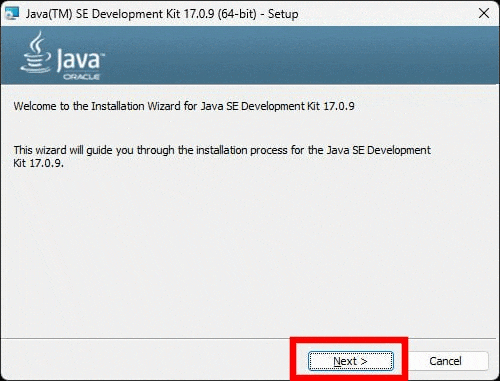 Java(TM) SE Development Kit 17.0.9 (64-bit) - Setup
Java™
ORACLE
Welcome to the Installation Wizard for Java SE Development Kit 17.0.9
This wizard will guide you through the installation process for the Java SE Development
Kit 17.0.9.
Next > Cancel